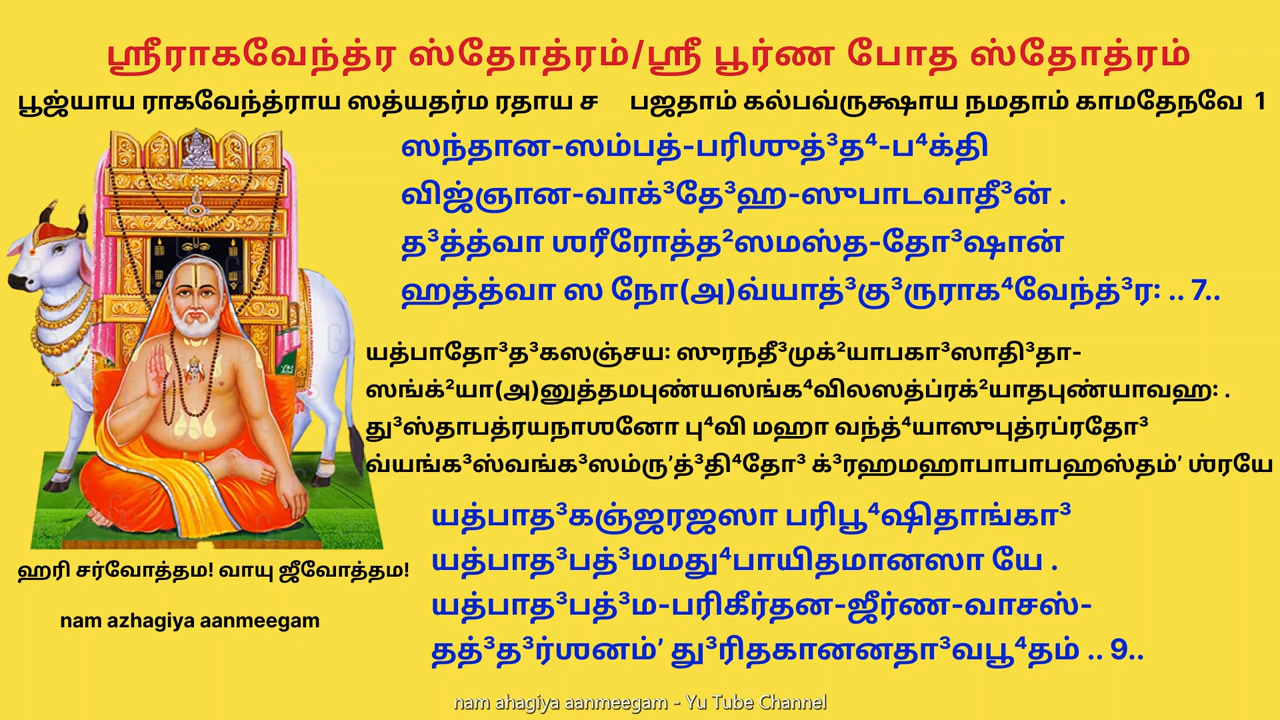 ஸ்ரீராகவேந்த்ர ஸ்தோத்ரம்/ஸ்ரீ பூர்ண போத ஸ்தோத்ரம்
பூஜ்யாய ராகவேந்த்ராய ஸத்யதர்ம ரதாய ச பஜதாம் கல்பவ்ருக்ஷாய நமதாம் காமதேநவே 1
ஸந்தான-ஸம்பத்-பரிஶுத்³த⁴-ப⁴க்தி
விஜ்ஞான-வாக்³தே³ஹ-ஸுபாடவாதீ³ன் .
த³த்த்வா ஶரீரோத்த²ஸமஸ்த-தோ³ஷான்
ஹத்த்வா ஸ நோ(அ)வ்யாத்³கு³ருராக⁴வேந்த்³ர: .. 7..
யத்பாதோ³த³கஸஞ்சய: ஸுரநதீ³முக்²யாபகா³ஸாதி³தா-
ஸங்க்²யா(அ)னுத்தமபுண்யஸங்க⁴விலஸத்ப்ரக்²யாதபுண்யாவஹ: .
து³ஸ்தாபத்ரயநாஶனோ பு⁴வி மஹா வந்த்⁴யாஸுபுத்ரப்ரதோ³
வ்யங்க³ஸ்வங்க³ஸம்ரு’த்³தி⁴தோ³ க்³ரஹமஹாபாபாபஹஸ்தம்’ ஶ்ரயே
யத்பாத³கஞ்ஜரஜஸா பரிபூ⁴ஷிதாங்கா³
யத்பாத³பத்³மமது⁴பாயிதமானஸா யே .
யத்பாத³பத்³ம-பரிகீர்தன-ஜீர்ண-வாசஸ்-
தத்³த³ர்ஶனம்’ து³ரிதகானனதா³வபூ⁴தம் .. 9..
ஹரி சர்வோத்தம! வாயு ஜீவோத்தம!
nam azhagiya aanmeegam
nam ahagiya aanmeegam - Yu Tube Channel